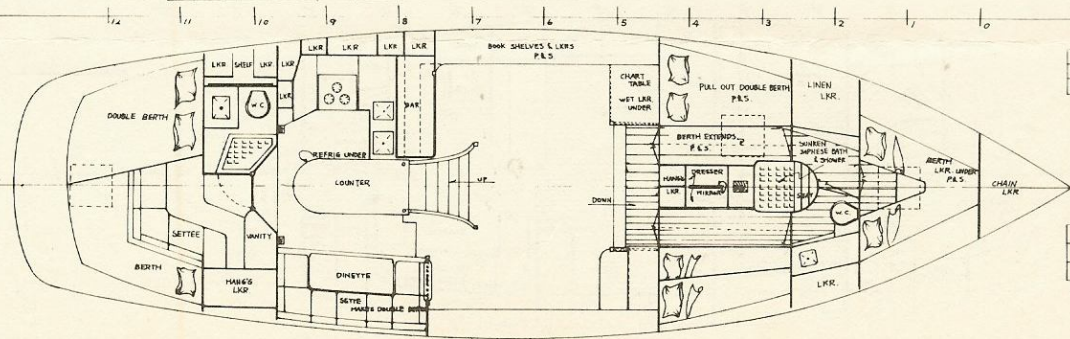 12 11 10 9 8 7 6 5 4 3 2 1 0
LKR
SHELF
LKR
LKR
LKR
LKR
LKR
LKR
LKR
BOOK SHELVES & LKRS
P.&S.
CHART
TABLE
WET LKR.
UNDER
PULL OUT DOUBLE BERTH
P.&S.
LINEN
LKR.
DOUBLE BERTH
W.C.
BAR
REFRIG UNDER
COUNTER
UP
DOWN
BERTH EXTENDS
P.&S.
HANG'G
LKR.
DRESSER
MIRROR
SUNKEN
JAPNESE BATH
& SHOWER
SEAT
W.C.
BERTH
LKR. UNDER
P.&S
CHAIN
LKR
SETTEE
BERTH
VANITY
HANG'G
LKR
DINETTE
SETTE
MAKES DOUBLE BERTH
LKR.